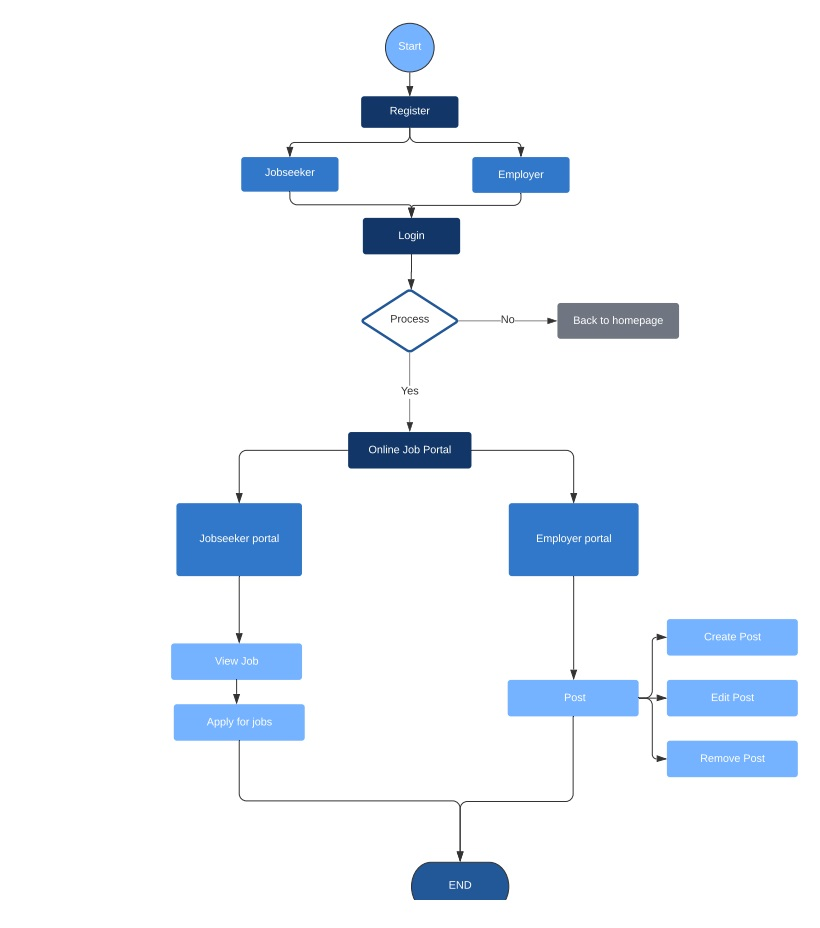 Start
Register
Jobseeker
Employer
Login
Process
No
Back to homepage
Yes
Online Job Portal
Jobseeker portal
Employer portal
Create Post
View Job
Post
Edit Post
Apply for jobs
Remove Post
END